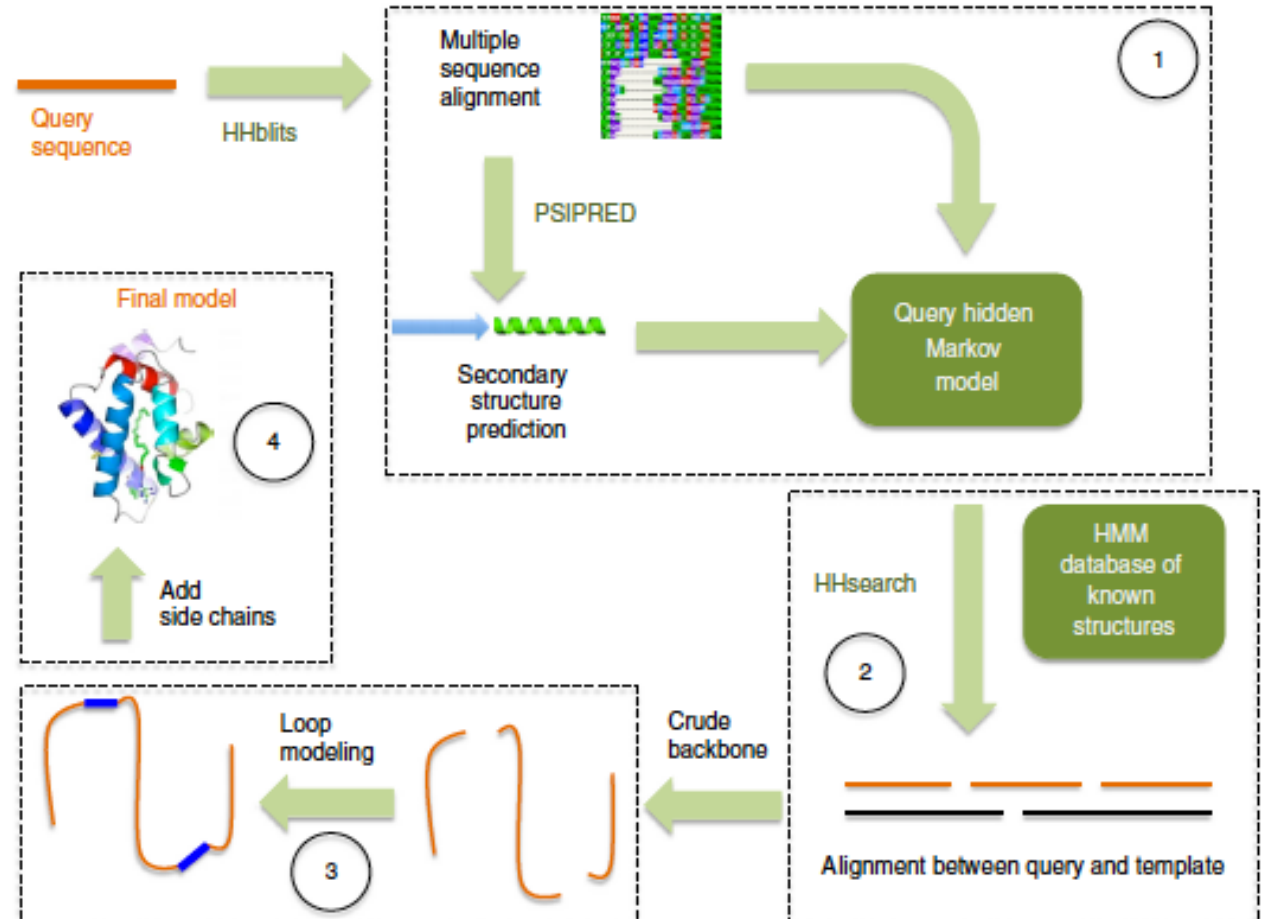 Query
sequence
HHblits
Multiple
sequence
alignment
1
PSIPRED
Secondary
structure
prediction
Query hidden
Markov
model
HHsearch
HMM
database of
known
structures
2
Alignment between query and template
Crude
backbone
Loop
modeling
3
Final model
4
Add
side chains